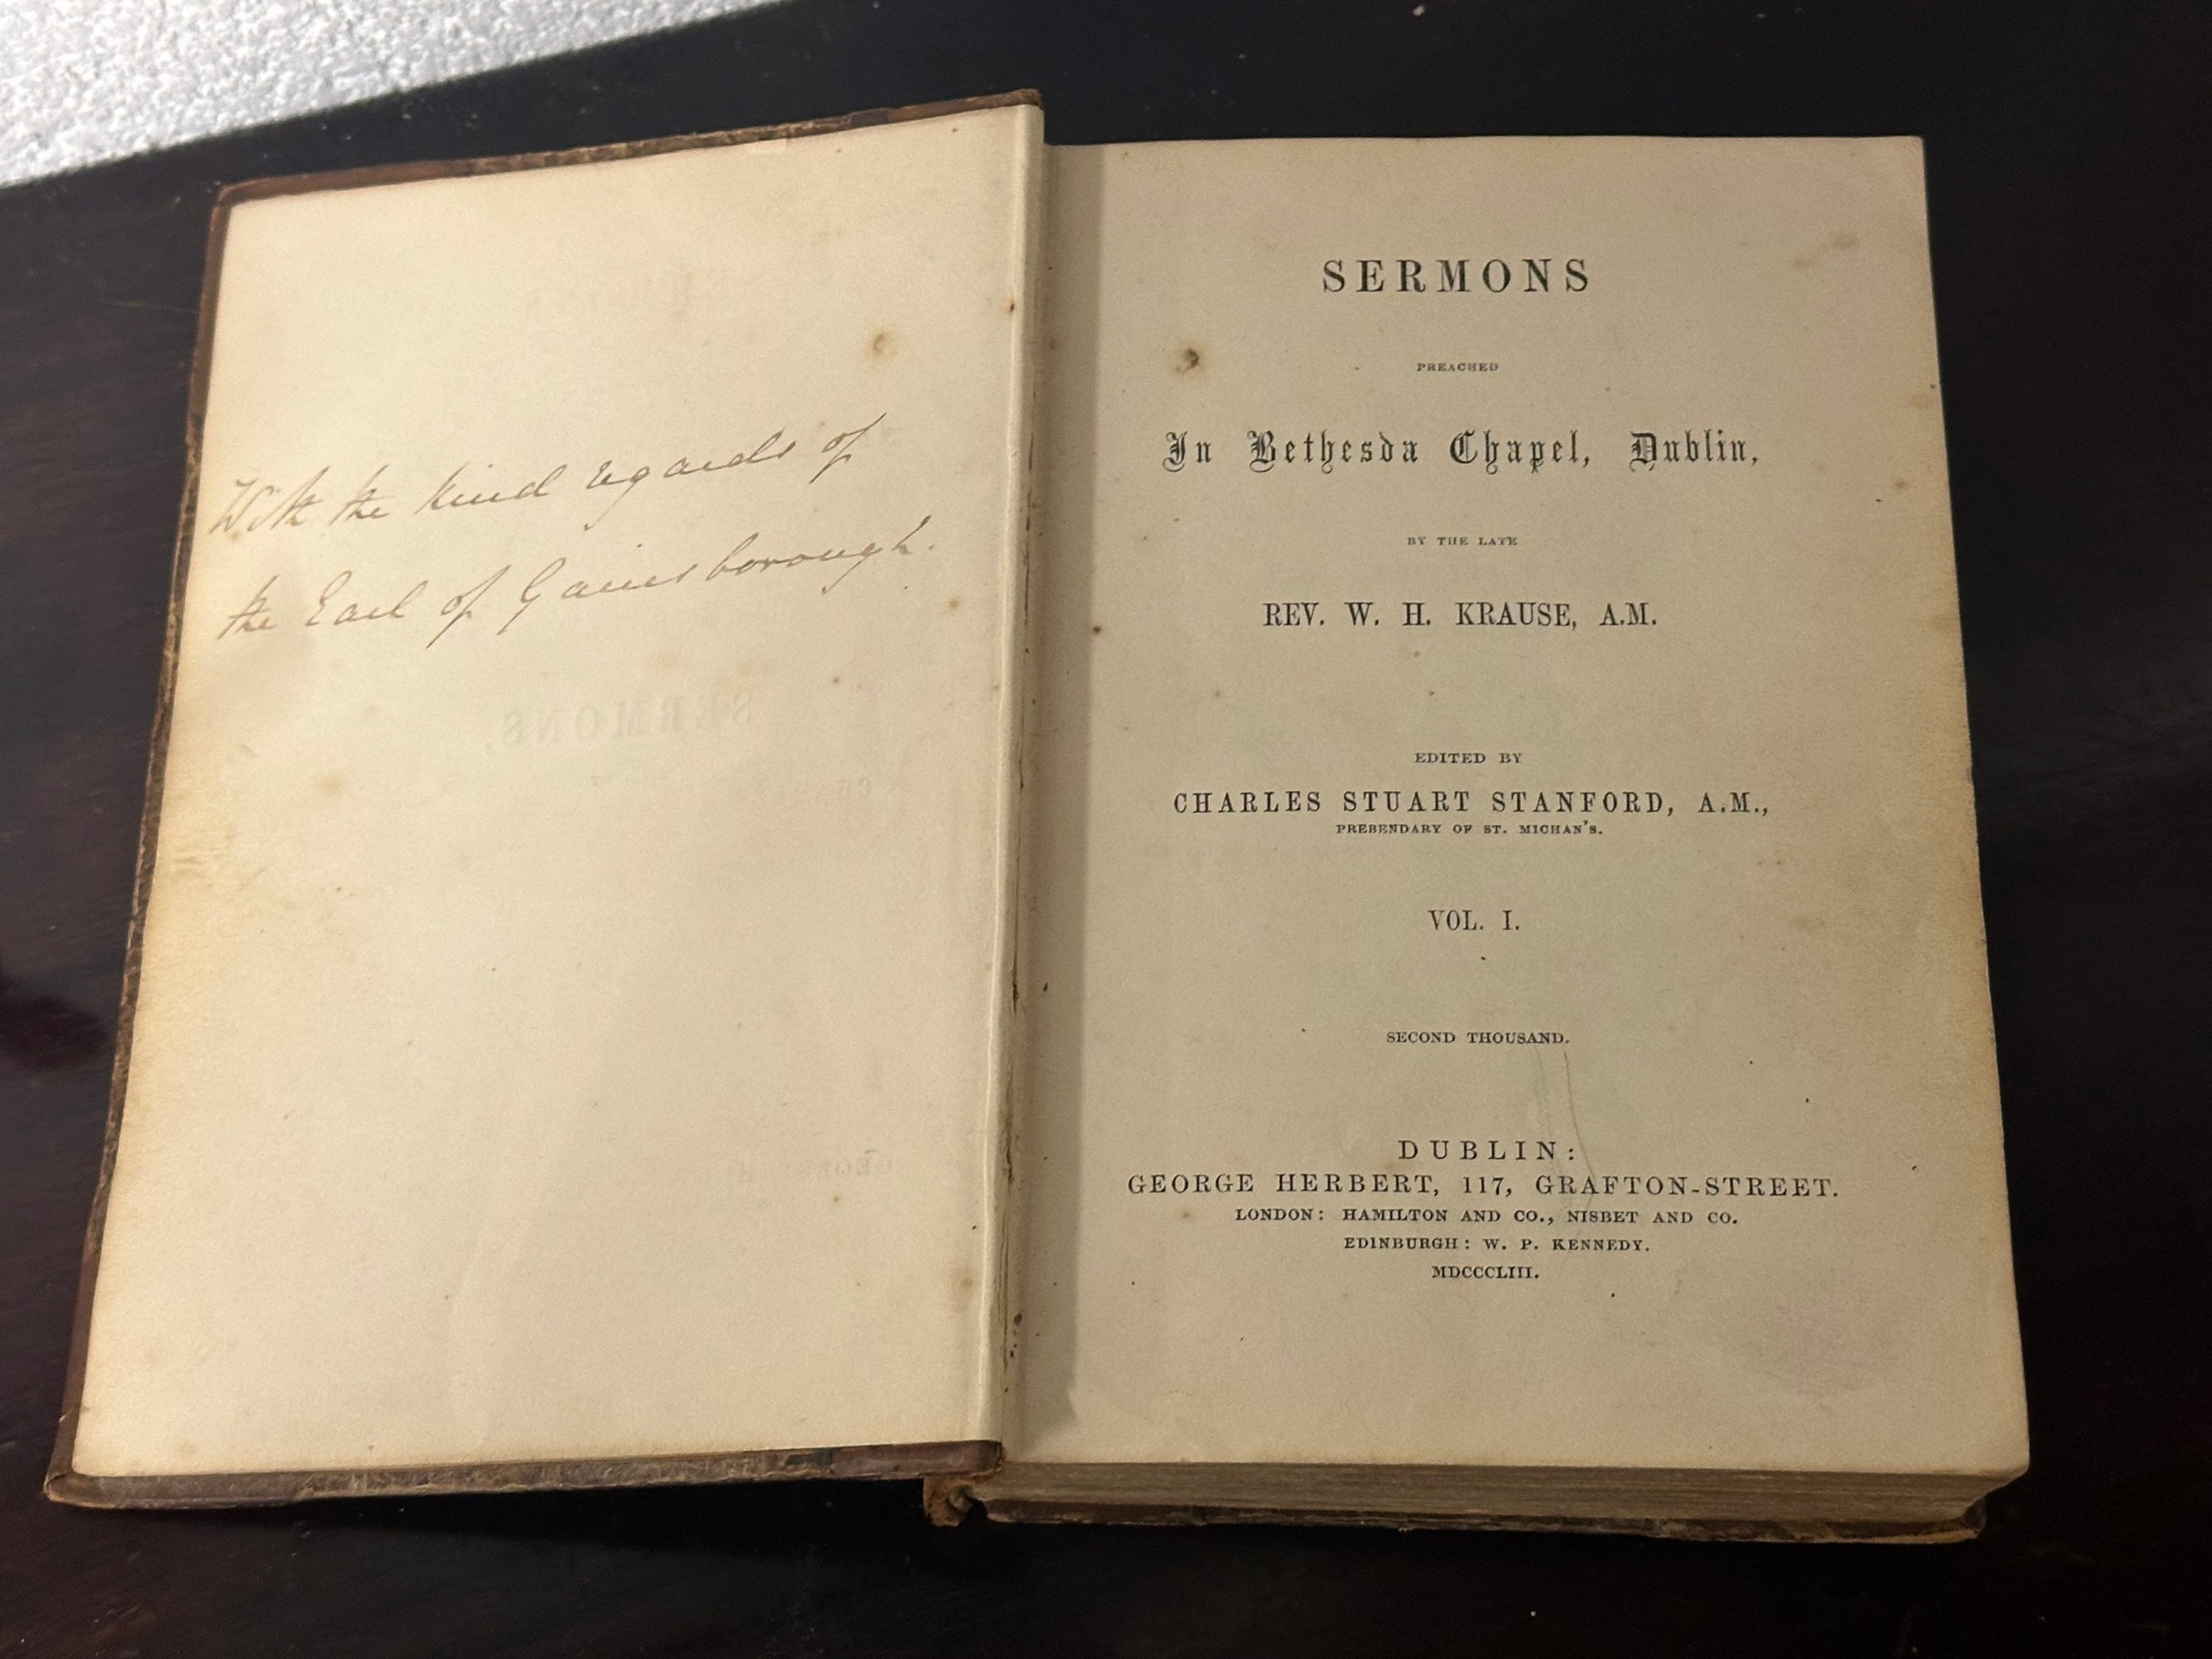 With the kind regards of
the Earl of Gainsborough.
SERMONS,
SERMONS
PREACHED
In Bethesda Chapel, Dublin,
BY THE LATE
REV. W. H. KRAUSE, A.M.
EDITED BY
CHARLES STUART STANFORD, A.M.,
PREBENDARY OF ST. MICHAN'S.
VOL. I.
SECOND THOUSAND.
DUBLIN:
GEORGE HERBERT, 117, GRAFTON-STREET.
LONDON: HAMILTON AND CO., NISBET AND CO.
EDINBURGH: W. P. KENNEDY.
MDCCCLIII.